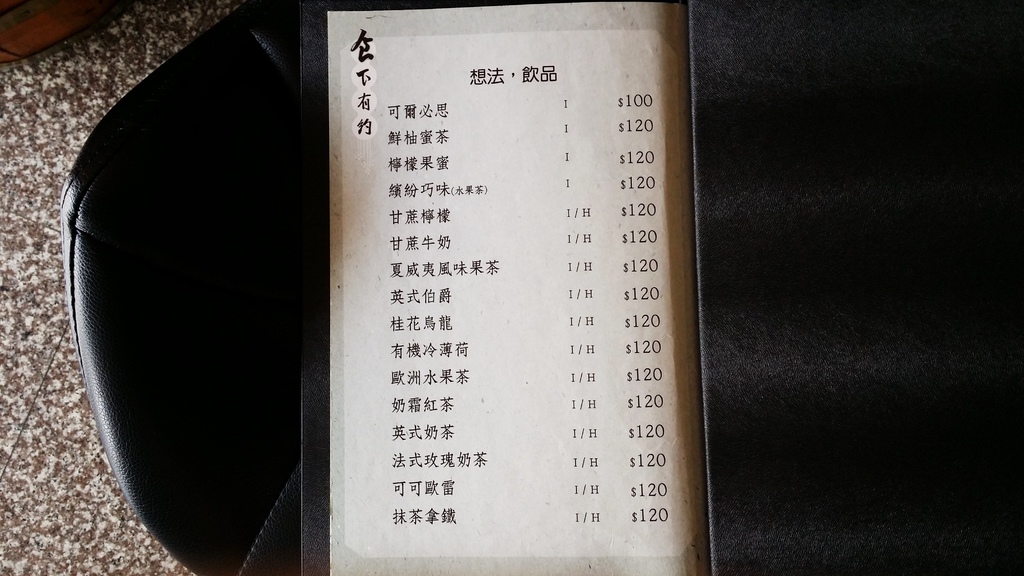 食下有約
想法，飲品
可爾必思 I $100
鮮柚蜜茶 I $120
檸檬果蜜 I $120
繽紛巧味(水果茶) I $120
甘蔗檸檬 I/H $120
甘蔗牛奶 I/H $120
夏威夷風味果茶 I/H $120
英式伯爵 I/H $120
桂花烏龍 I/H $120
有機冷薄荷 I/H $120
歐洲水果茶 I/H $120
奶霜紅茶 I/H $120
英式奶茶 I/H $120
法式玫瑰奶茶 I/H $120
可可歐雷 I/H $120
抹茶拿鐵 I/H $120